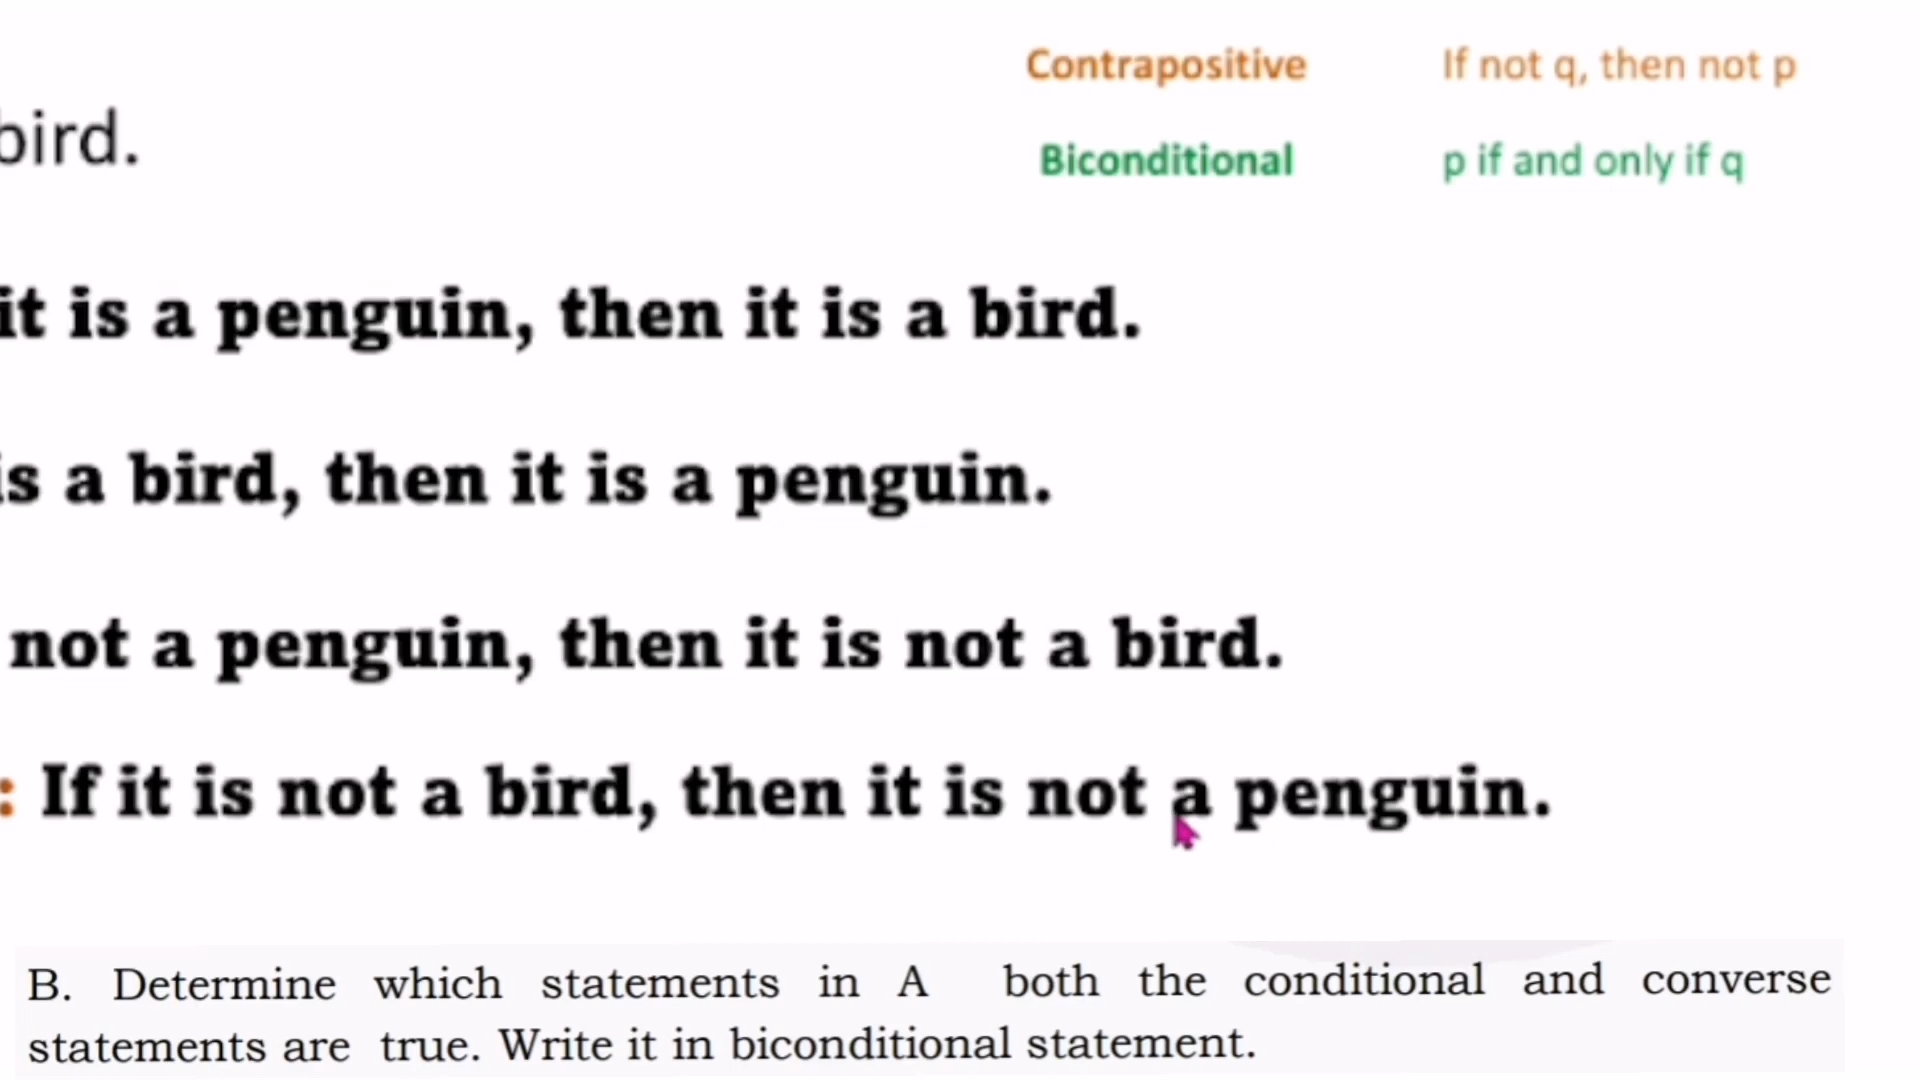 Contrapositive If not q, then not p
bird.
Biconditional p if and only if q
it is a penguin, then it is a bird.
is a bird, then it is a penguin.
not a penguin, then it is not a bird.
: If it is not a bird, then it is not a penguin.
B. Determine which statements in A both the conditional and converse
statements are true. Write it in biconditional statement.